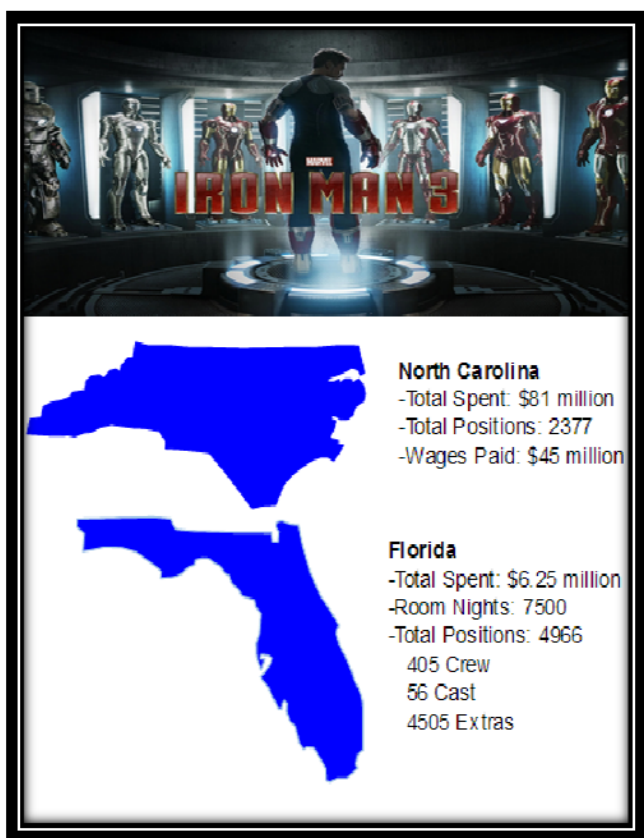 MARVEL
IRON MAN 3
North Carolina
-Total Spent: $81 million
-Total Positions: 2377
-Wages Paid: $45 million
Florida
-Total Spent: $6.25 million
-Room Nights: 7500
-Total Positions: 4966
405 Crew
56 Cast
4505 Extras